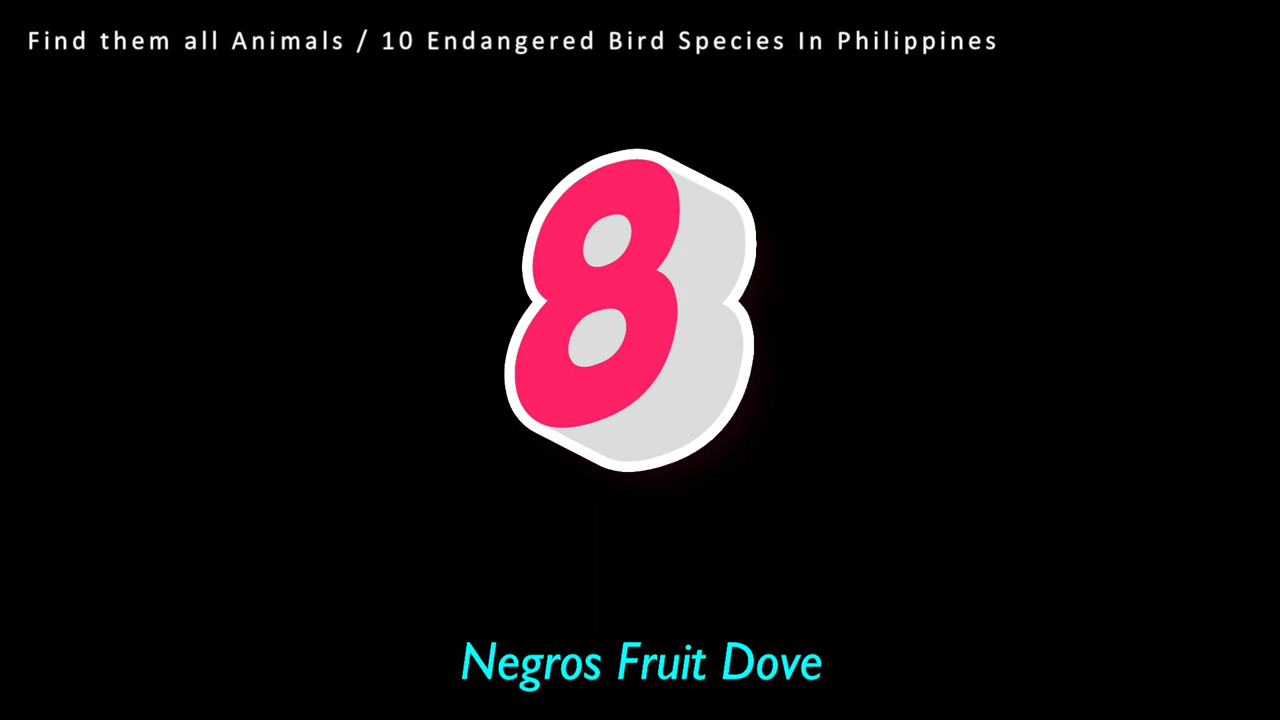 Find them all Animals / 10 Endangered Bird Species In Philippines
8
Negros Fruit Dove